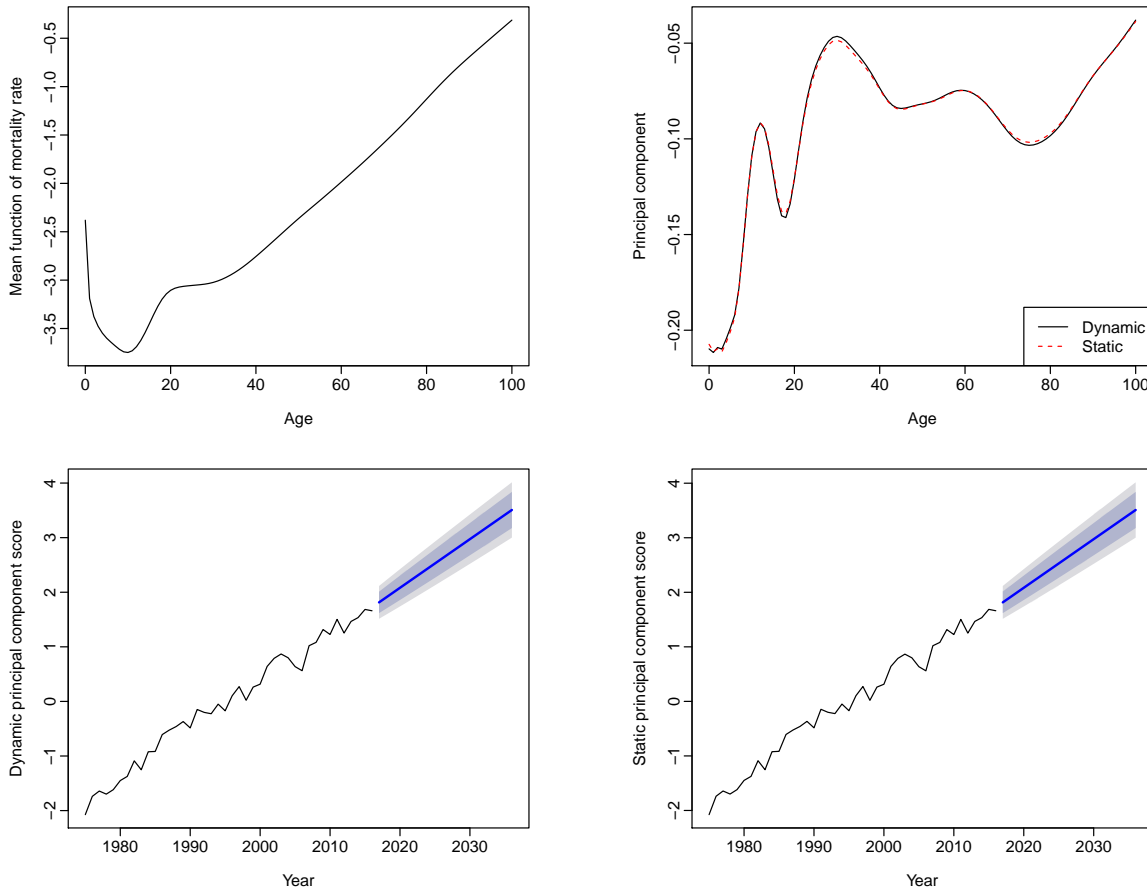 Mean function of mortality rate
−3.5 −3.0 −2.5 −2.0 −1.5 −1.0 −0.5
0 20 40 60 80 100
Age
Principal component
−0.20 −0.15 −0.10 −0.05
Dynamic
Static
0 20 40 60 80 100
Age
Dynamic principal component score
−2 −1 0 1 2 3 4
1980 1990 2000 2010 2020 2030
Year
Static principal component score
−2 −1 0 1 2 3 4
1980 1990 2000 2010 2020 2030
Year